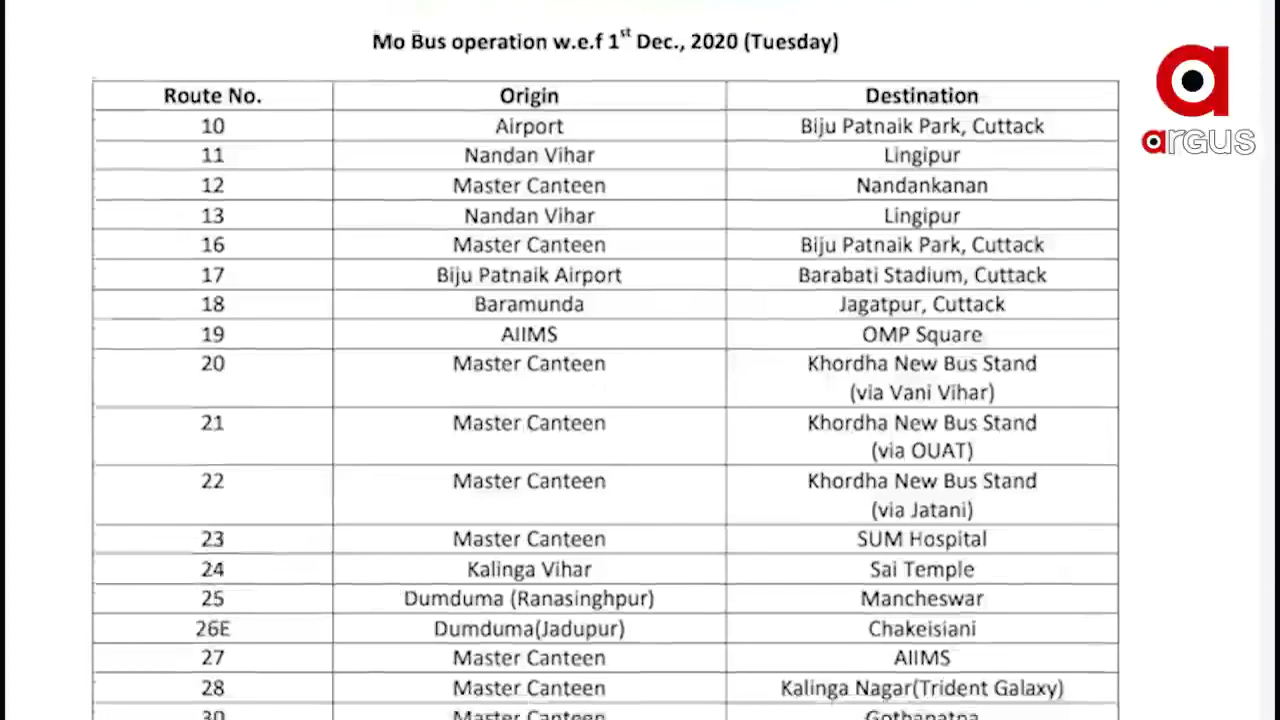 Mo Bus operation w.e.f 1st Dec., 2020 (Tuesday)
argus
Route No. Origin Destination
10 Airport Biju Patnaik Park, Cuttack
11 Nandan Vihar Lingipur
12 Master Canteen Nandankanan
13 Nandan Vihar Lingipur
16 Master Canteen Biju Patnaik Park, Cuttack
17 Biju Patnaik Airport Barabati Stadium, Cuttack
18 Baramunda Jagatpur, Cuttack
19 AIIMS OMP Square
20 Master Canteen Khordha New Bus Stand
(via Vani Vihar)
21 Master Canteen Khordha New Bus Stand
(via OUAT)
22 Master Canteen Khordha New Bus Stand
(via Jatani)
23 Master Canteen SUM Hospital
24 Kalinga Vihar Sai Temple
25 Dumduma (Ranasinghpur) Mancheswar
26E Dumduma(Jadupur) Chakeisiani
27 Master Canteen AIIMS
28 Master Canteen Kalinga Nagar(Trident Galaxy)
30 Master Canteen Gothapatna